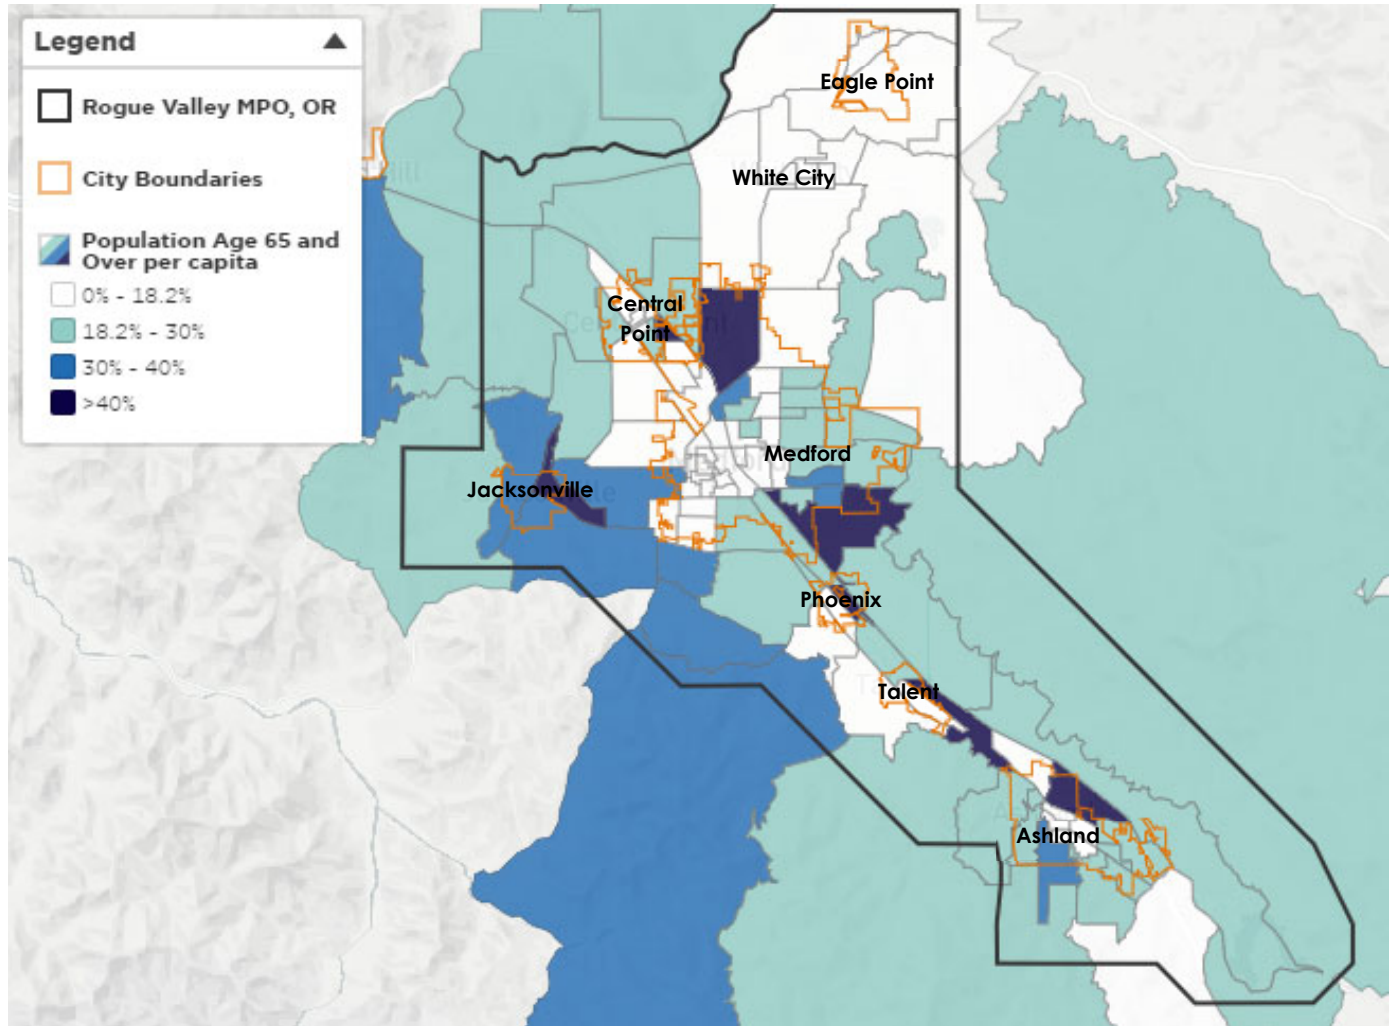 Legend
Rogue Valley MPO, OR
City Boundaries
Population Age 65 and
Over per capita
0% - 18.2%
18.2% - 30%
30% - 40%
>40%
Eagle Point
White City
Central
Point
Medford
Jacksonville
Phoenix
Talent
Ashland